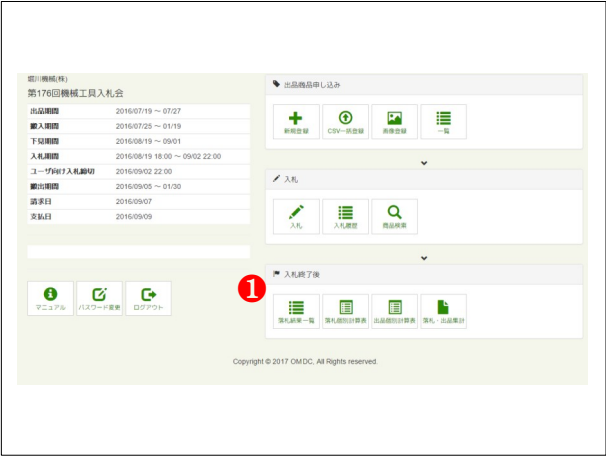 堀川機械(株)
第176回機械工具入札会
出品期間 2016/07/19 ～ 07/27
搬入期間 2016/07/25 ～ 01/19
下見期間 2016/08/19 ～ 09/01
入札期間 2016/08/19 18:00 ～ 09/02 22:00
ユーザ向け入札締切 2016/09/02 22:00
搬出期間 2016/09/05 ～ 01/30
請求日 2016/09/07
支払日 2016/09/09
マニュアル パスワード変更 ログアウト
出品商品申し込み
新規登録 CSV一括登録 画像登録 一覧
入札
入札 入札履歴 商品検索
1
入札終了後
落札結果一覧 落札個別計算表 出品個別計算表 落札・出品集計
Copyright © 2017 OMDC, All Rights reserved.